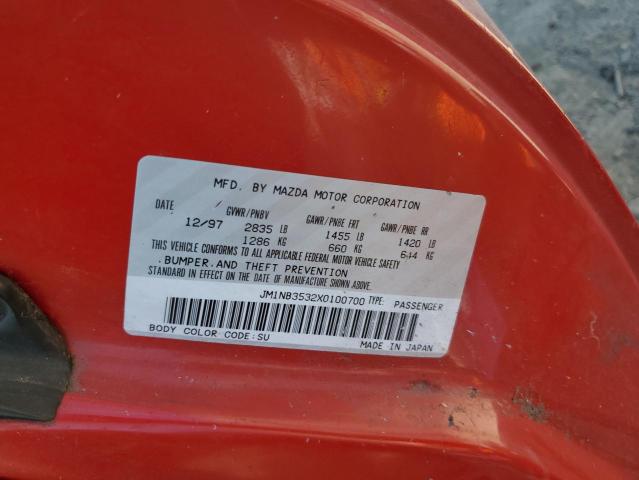 MFD. BY MAZDA MOTOR CORPORATION
DATE GVWR/PNBV GAWR/PNBE FRT GAWR/PNBE RR
12/97 2835 LB 1455 LB 1420 LB
1286 KG 660 KG 644 KG
THIS VEHICLE CONFORMS TO ALL APPLICABLE FEDERAL MOTOR VEHICLE SAFETY
BUMPER AND THEFT PREVENTION
STANDARD IN EFFECT ON THE DATE OF MANUFACTURE SHOWN ABOVE.
JM1NB3532X0100700 TYPE: PASSENGER
BODY COLOR CODE:SU MADE IN JAPAN